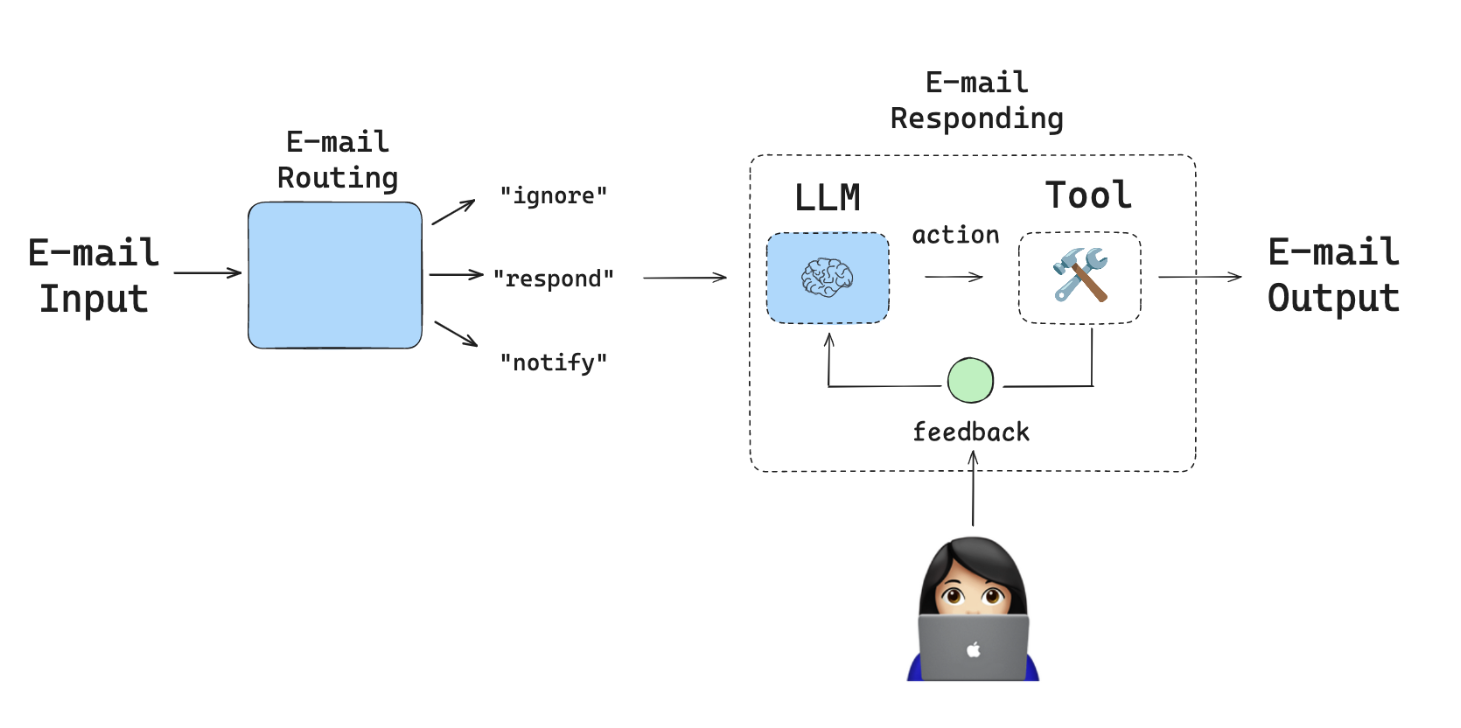 E-mail
Input
E-mail
Routing
"ignore"
"respond"
"notify"
E-mail
Responding
LLM
action
Tool
feedback
E-mail
Output